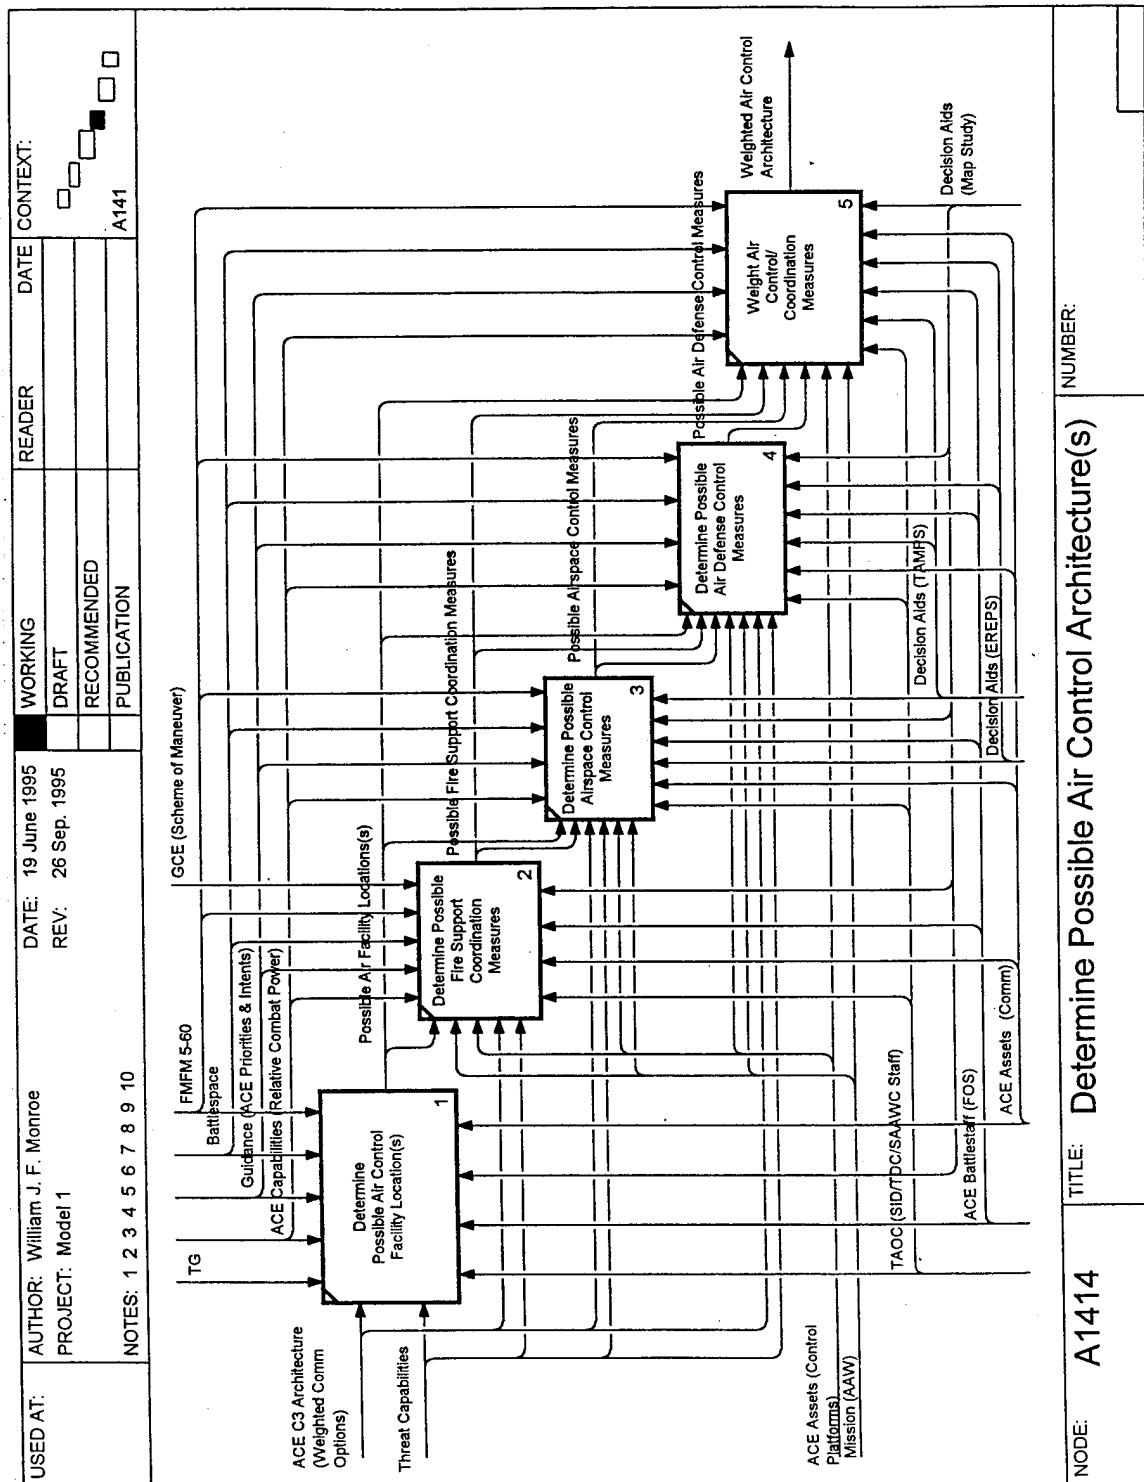 USED AT:
AUTHOR: William J. F. Monroe
PROJECT: Model 1
NOTES: 1 2 3 4 5 6 7 8 9 10
DATE: 19 June 1995
REV: 26 Sep. 1995
WORKING
DRAFT
RECOMMENDED
PUBLICATION
READER
DATE
CONTEXT:
A141
TG
FMFM 5-60
Battlespace
Guidance (ACE Priorities & Intents)
ACE Capabilities (Relative Combat Power)
GCE (Scheme of Maneuver)
ACE C3 Architecture
(Weighted Comm
Options)
Threat Capabilities
Determine
Possible Air Control
Facility Location(s)
1
Possible Air Facility Locations(s)
Determine Possible
Fire Support
Coordination
Measures
2
Possible Fire Support Coordination Measures
Determine Possible
Airspace Control
Measures
3
Possible Airspace Control Measures
Determine Possible
Air Defense Control
Measures
4
Possible Air Defense Control Measures
Weight Air
Control/
Coordination
Measures
5
Weighted Air Control
Architecture
ACE Assets (Control
Platforms)
Mission (AAW)
TAOC (SID/TDC/SAAWC Staff)
ACE Battlestaff (FOS)
ACE Assets (Comm)
Decision Aids (TAMPS)
Decision Aids (EREPS)
Decision Aids
(Map Study)
NODE:
A1414
TITLE:
Determine Possible Air Control Architecture(s)
NUMBER: